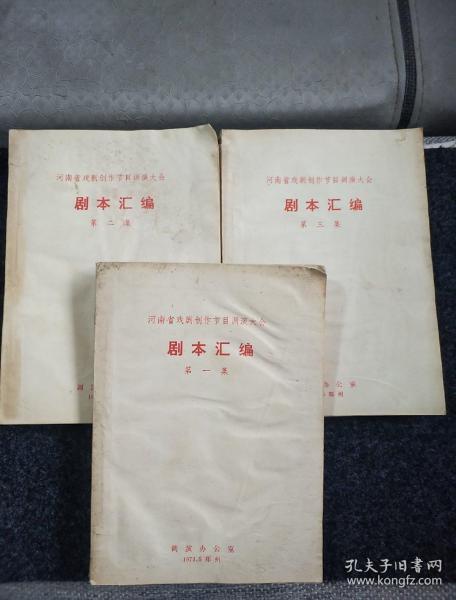 河南省戏剧创作节目调演大会
剧本汇编
第二集
河南省戏剧创作节目调演大会
剧本汇编
第三集
办公室
郑州
河南省戏剧创作节目调演大会
剧本汇编
第一集
调演办公室
1973.5郑州
孔夫子旧书网
www.kongfz.com